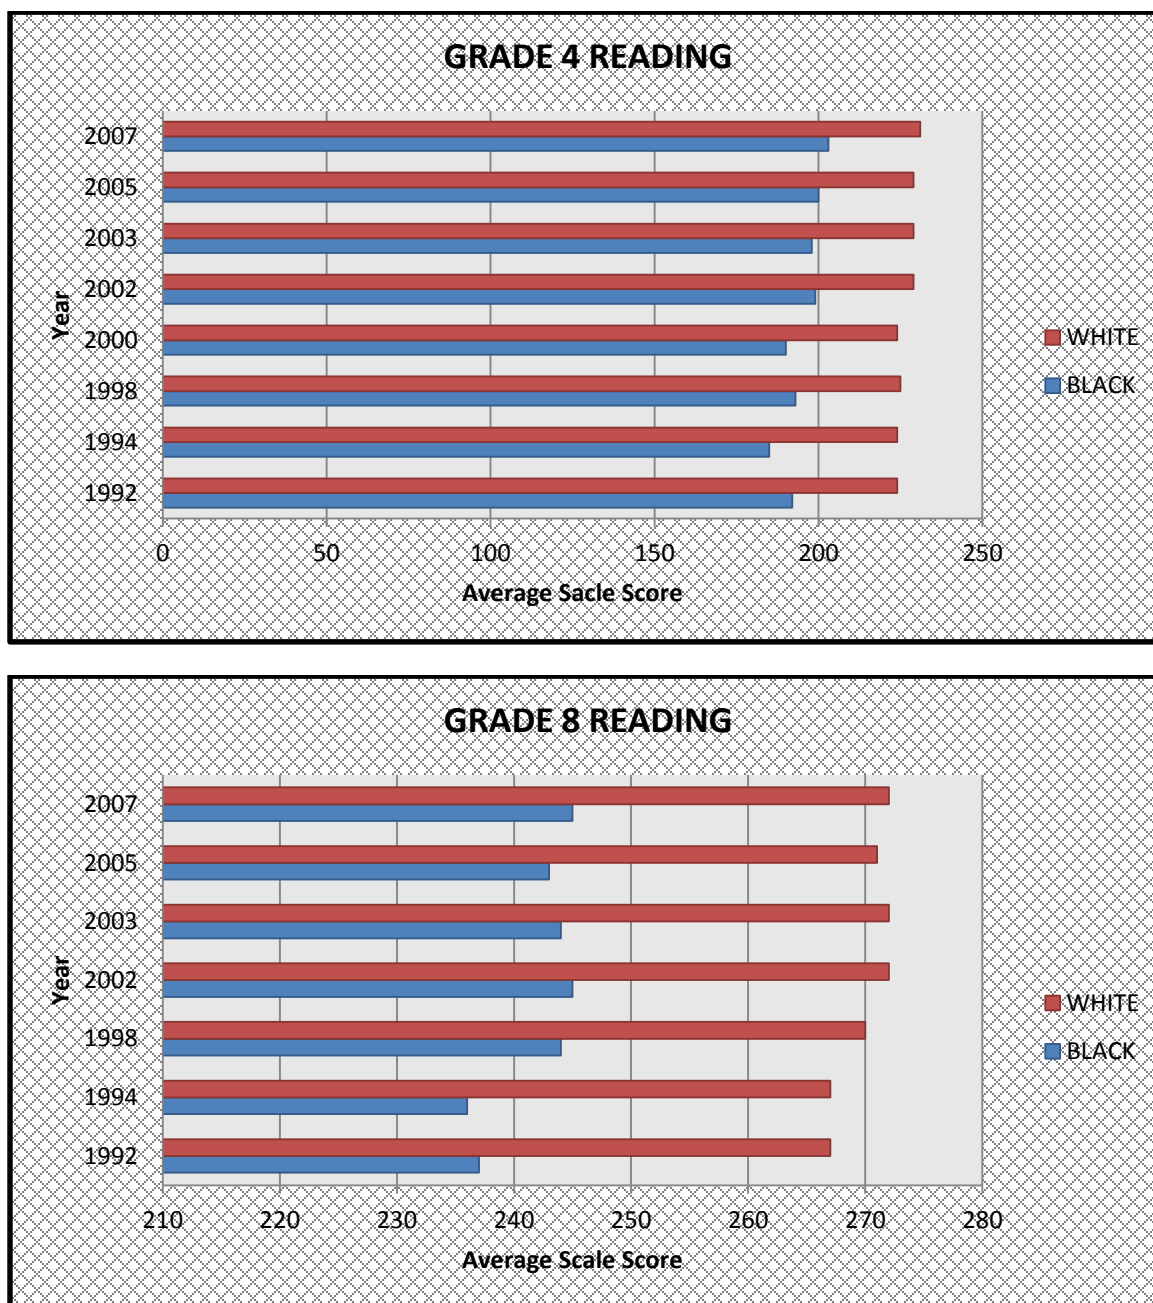 GRADE 4 READING
2007
2005
2003
2002
2000
1998
1994
1992
Year
0 50 100 150 200 250
Average Sacle Score
WHITE
BLACK
GRADE 8 READING
2007
2005
2003
2002
1998
1994
1992
Year
210 220 230 240 250 260 270 280
Average Scale Score
WHITE
BLACK